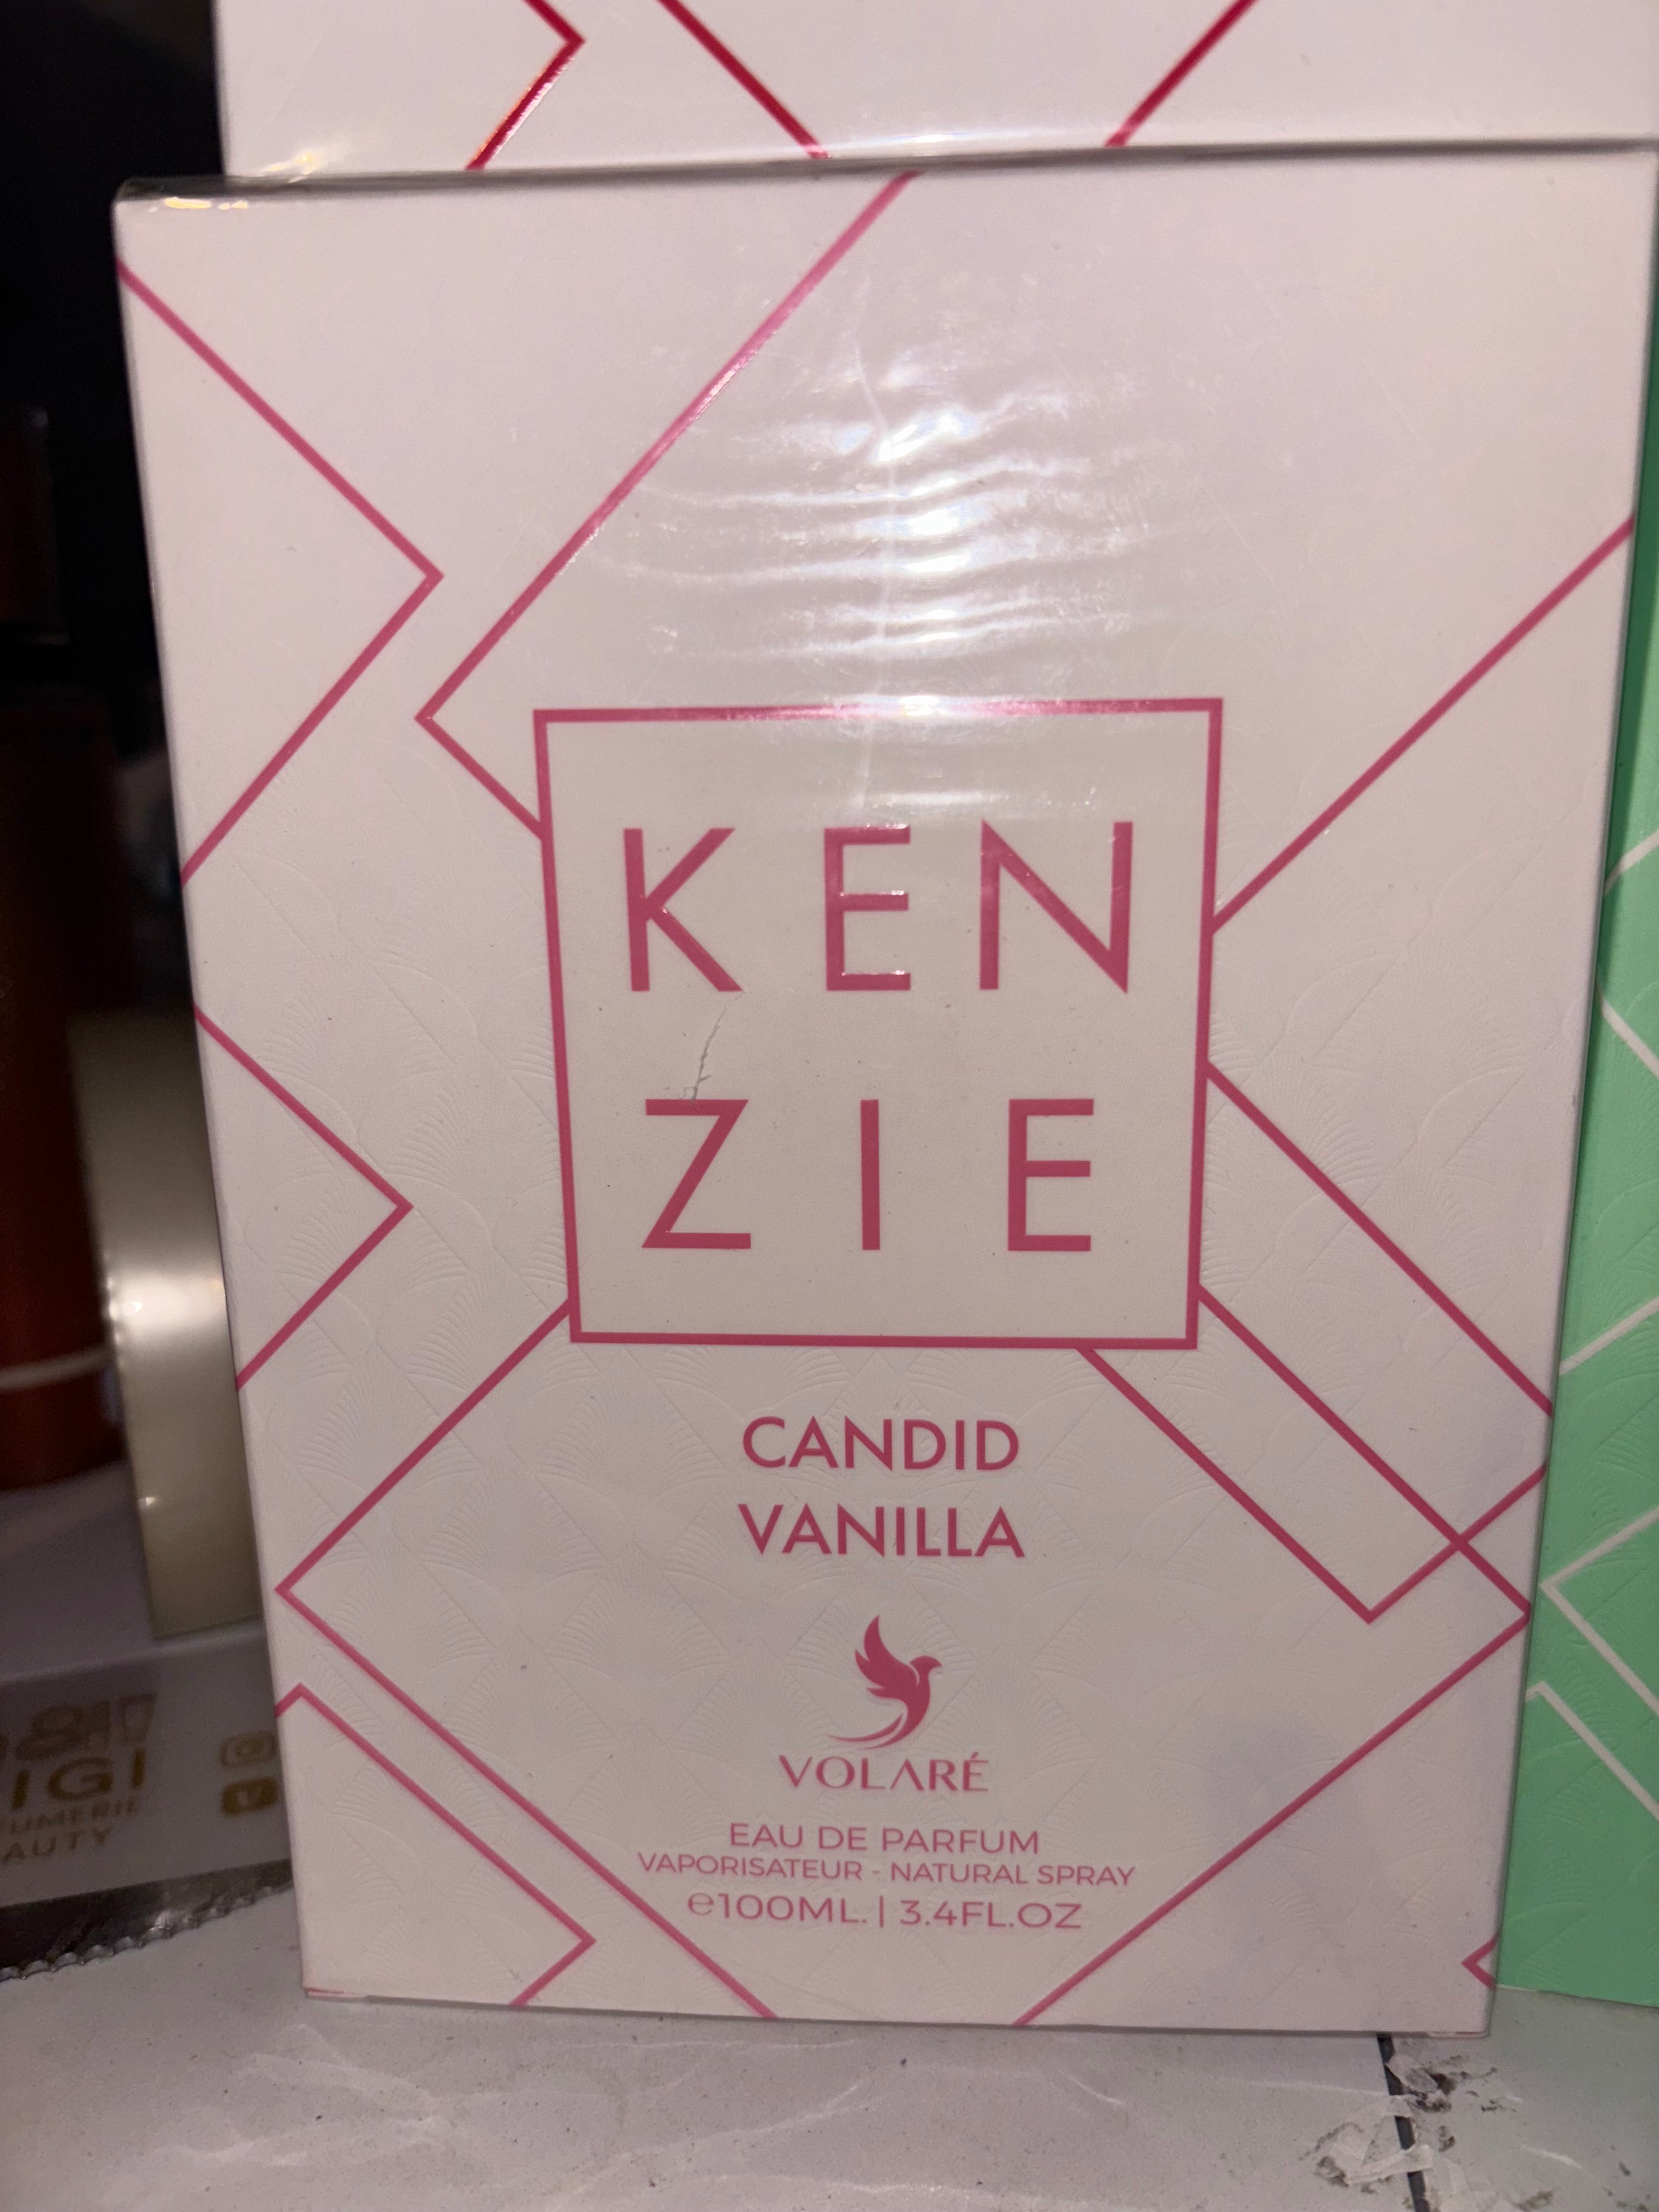 KEN
ZIE
CANDID
VANILLA
VOLARÉ
EAU DE PARFUM
VAPORISATEUR - NATURAL SPRAY
℮100ML. | 3.4FL.OZ